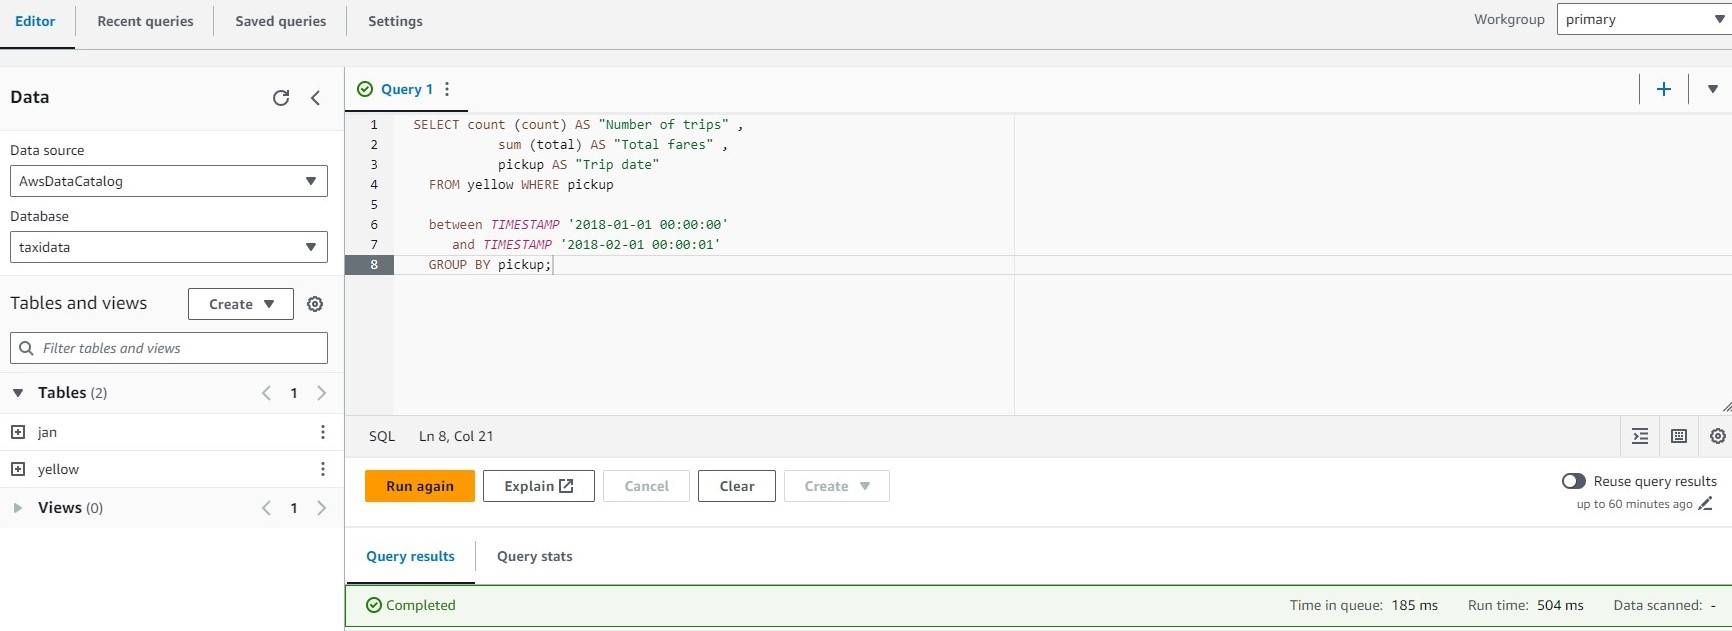 Editor Recent queries Saved queries Settings Workgroup primary
Data
Data source
AwsDataCatalog
Database
taxidata
Tables and views Create
Filter tables and views
Tables (2) 1
jan
yellow
Views (0) 1
Query 1
1 SELECT count (count) AS "Number of trips" ,
2 sum (total) AS "Total fares" ,
3 pickup AS "Trip date"
4 FROM yellow WHERE pickup
5
6 between TIMESTAMP '2018-01-01 00:00:00'
7 and TIMESTAMP '2018-02-01 00:00:01'
8 GROUP BY pickup;
SQL Ln 8, Col 21
Run again Explain Cancel Clear Create Reuse query results
up to 60 minutes ago
Query results Query stats
Completed Time in queue: 185 ms Run time: 504 ms Data scanned: -